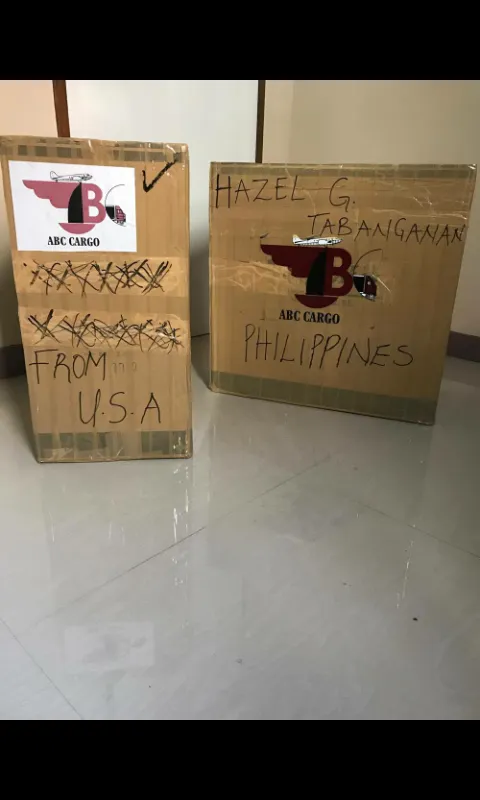 ABC CARGO
FROM
U.S.A
HAZEL G.
TABANGANAN
ABC CARGO
PHILIPPINES